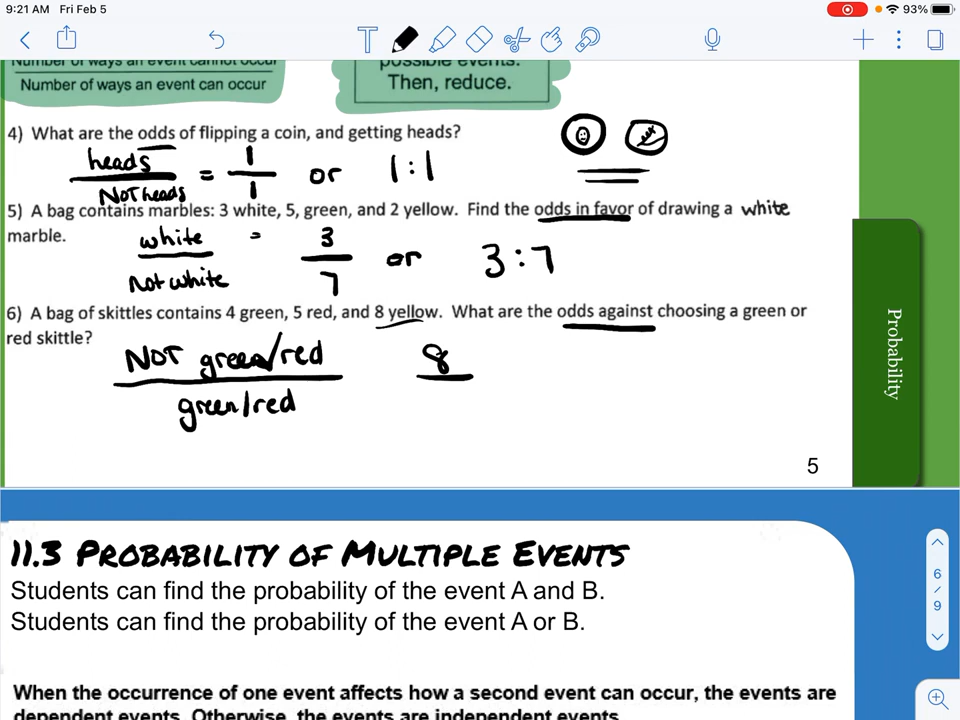 9:21 AM Fri Feb 5
93%
Number of ways an event cannot occur
Number of ways an event can occur
possible events.
Then, reduce.
4) What are the odds of flipping a coin, and getting heads?
heads
NOT heads
= 1/1 or 1:1
5) A bag contains marbles: 3 white, 5, green, and 2 yellow. Find the odds in favor of drawing a white
marble.
white
not white
= 3/7 or 3:7
6) A bag of skittles contains 4 green, 5 red, and 8 yellow. What are the odds against choosing a green or
red skittle?
NOT green/red
green/red
8
Probability
5
11.3 PROBABILITY OF MULTIPLE EVENTS
Students can find the probability of the event A and B.
Students can find the probability of the event A or B.
6
/
9
When the occurrence of one event affects how a second event can occur, the events are
dependent events. Otherwise, the events are independent events.